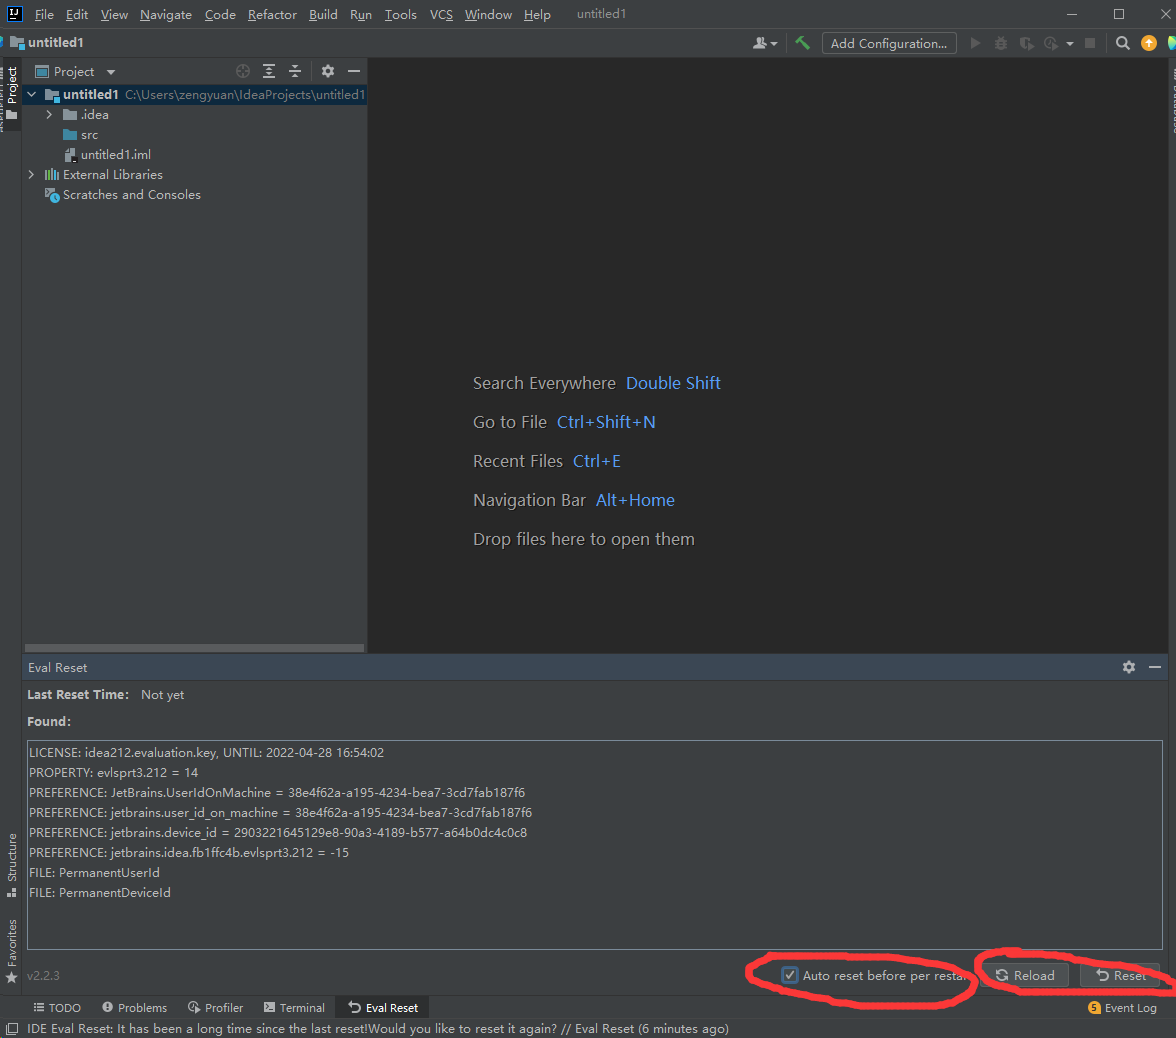 File Edit View Navigate Code Refactor Build Run Tools VCS Window Help untitled1
untitled1
Add Configuration...
Project
Project
untitled1 C:\Users\zengyuan\IdeaProjects\untitled1
.idea
src
untitled1.iml
External Libraries
Scratches and Consoles
Search Everywhere Double Shift
Go to File Ctrl+Shift+N
Recent Files Ctrl+E
Navigation Bar Alt+Home
Drop files here to open them
Eval Reset
Last Reset Time: Not yet
Found:
LICENSE: idea212.evaluation.key, UNTIL: 2022-04-28 16:54:02
PROPERTY: evlsprt3.212 = 14
PREFERENCE: JetBrains.UserIdOnMachine = 38e4f62a-a195-4234-bea7-3cd7fab187f6
PREFERENCE: jetbrains.user_id_on_machine = 38e4f62a-a195-4234-bea7-3cd7fab187f6
PREFERENCE: jetbrains.device_id = 2903221645129e8-90a3-4189-b577-a64b0dc4c0c8
PREFERENCE: jetbrains.idea.fb1ffc4b.evlsprt3.212 = -15
FILE: PermanentUserId
FILE: PermanentDeviceId
Structure
Favorites
v2.2.3
Auto reset before per resta
Reload
Reset
TODO Problems Profiler Terminal Eval Reset
5 Event Log
IDE Eval Reset: It has been a long time since the last reset!Would you like to reset it again? // Eval Reset (6 minutes ago)